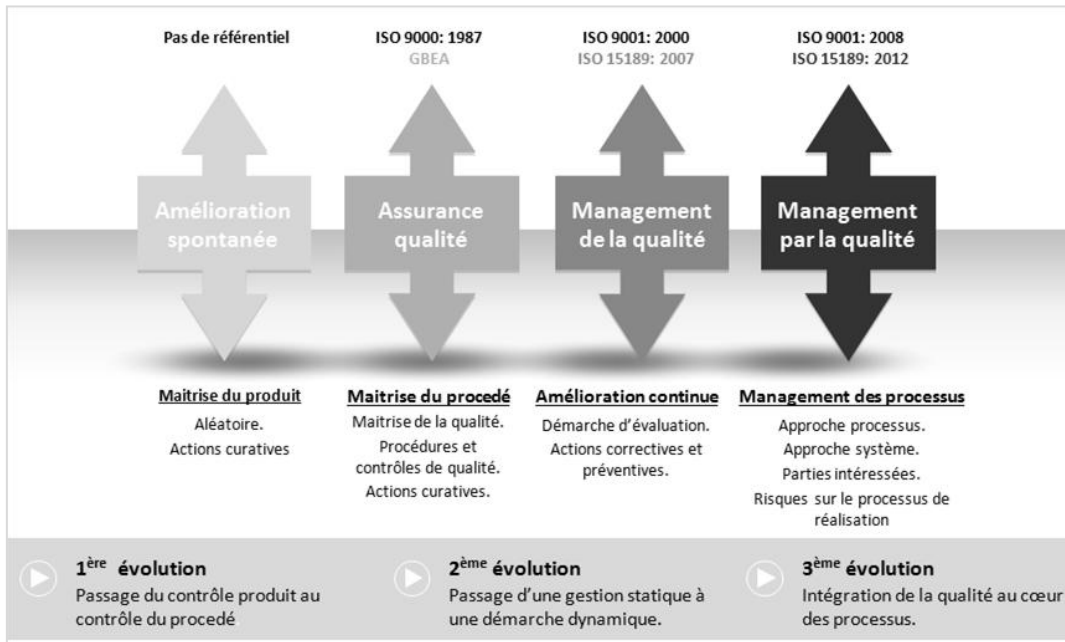 Pas de référentiel
ISO 9000: 1987
GBEA
ISO 9001: 2000
ISO 15189: 2007
ISO 9001: 2008
ISO 15189: 2012
Amélioration
spontanée
Assurance
qualité
Management
de la qualité
Management
par la qualité
Maitrise du produit
Aléatoire.
Actions curatives
Maitrise du procedé
Maitrise de la qualité.
Procédures et
contrôles de qualité.
Actions curatives.
Amélioration continue
Démarche d’évaluation.
Actions correctives et
préventives.
Management des processus
Approche processus.
Approche système.
Parties intéressées.
Risques sur le processus de
réalisation
1ère évolution
Passage du contrôle produit au
contrôle du procedé
2ème évolution
Passage d’une gestion statique à
une démarche dynamique.
3ème évolution
Intégration de la qualité au cœur
des processus.